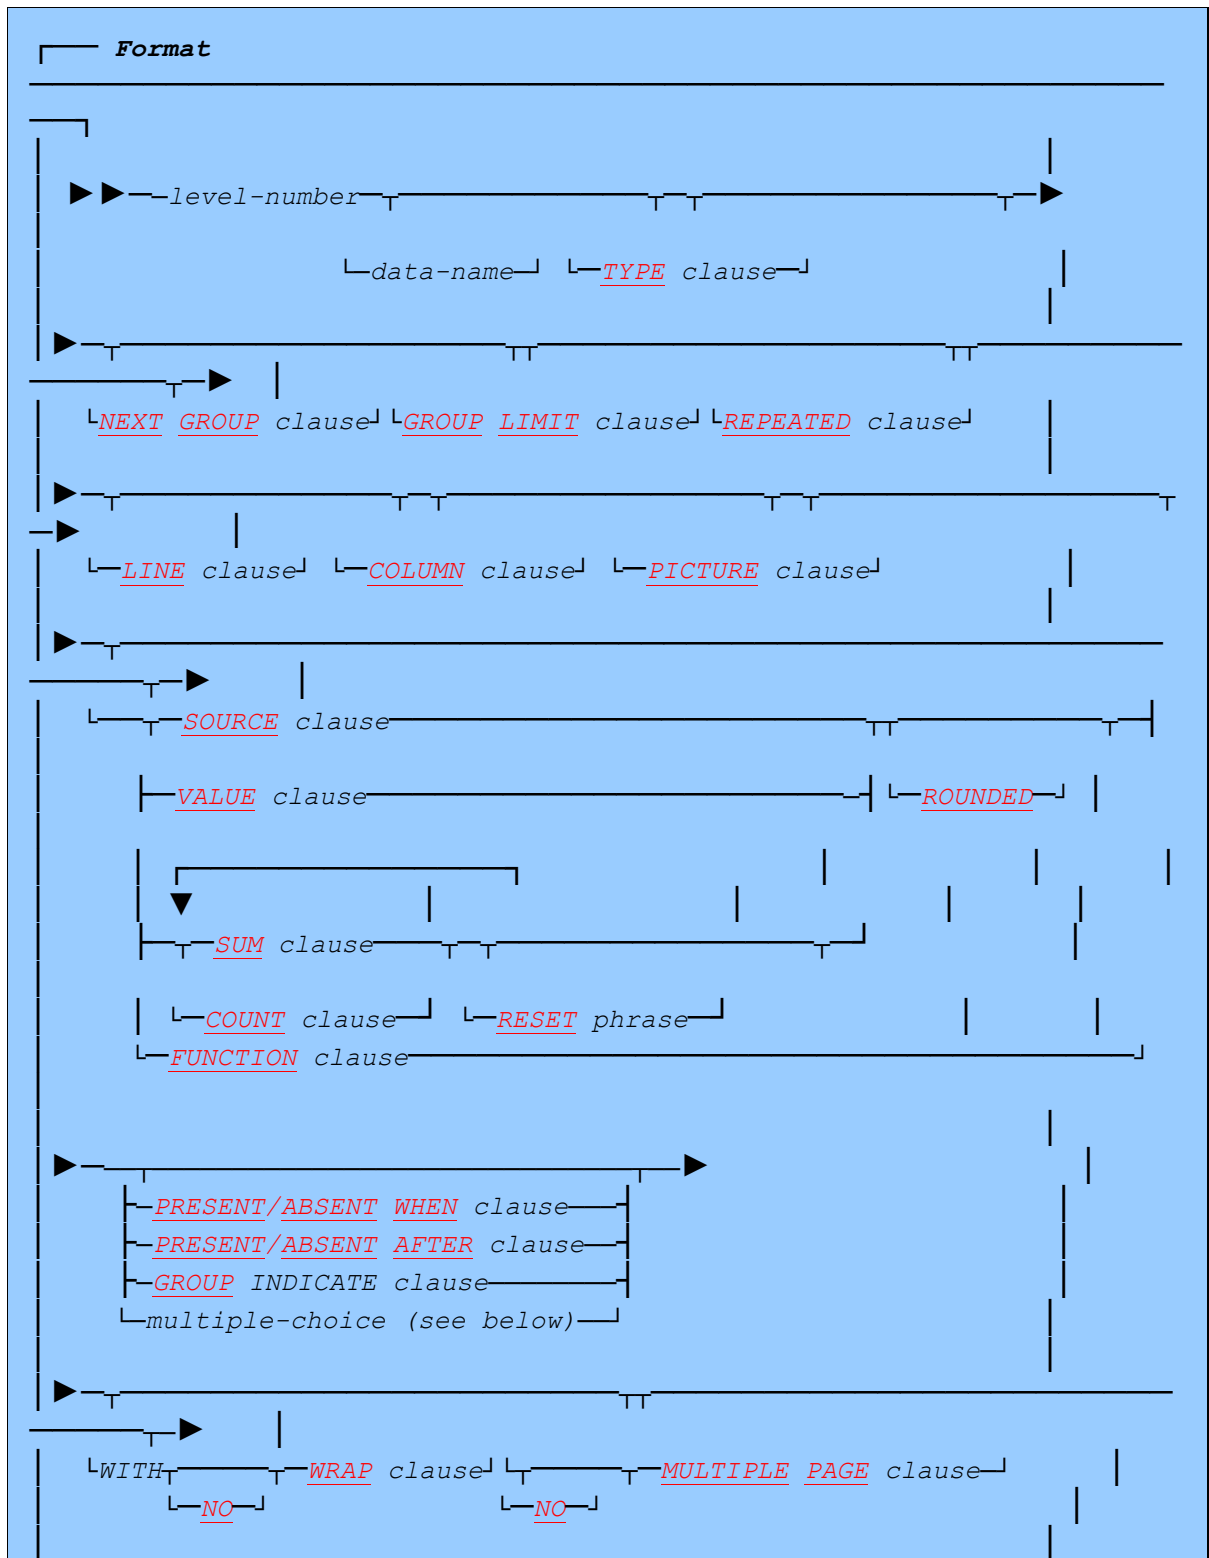 Format
level-number
data-name TYPE clause
NEXT GROUP clause GROUP LIMIT clause REPEATED clause
LINE clause COLUMN clause PICTURE clause
SOURCE clause
VALUE clause ROUNDED
SUM clause
COUNT clause RESET phrase
FUNCTION clause
PRESENT/ABSENT WHEN clause
PRESENT/ABSENT AFTER clause
GROUP INDICATE clause
multiple-choice (see below)
WITH WRAP clause MULTIPLE PAGE clause
NO NO